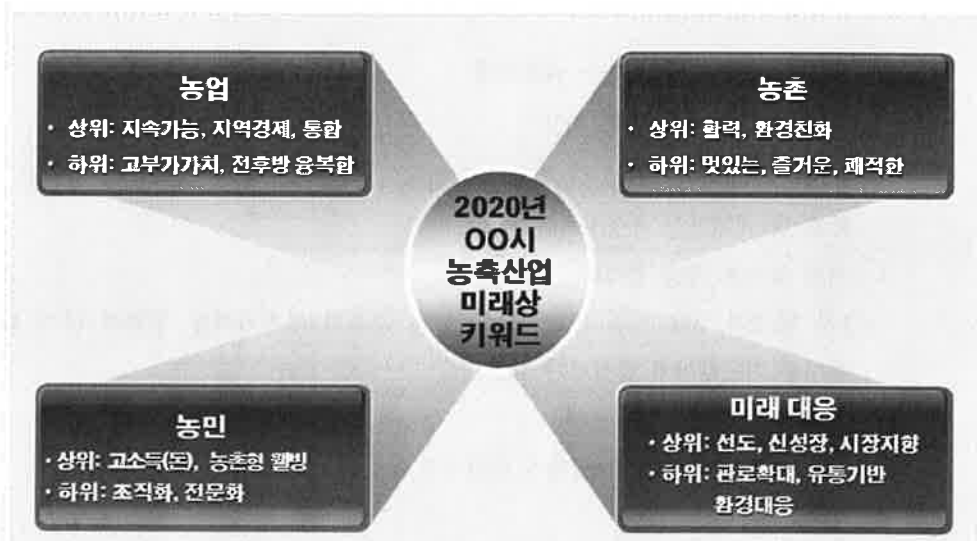 농업
· 상위: 지속가능, 지역경제, 통합
· 하위: 고부가가치, 전후방 융복합
농촌
· 상위: 활력, 환경친화
· 하위: 멋있는, 즐거운, 쾌적한
2020년
OO시
농축산업
미래상
키워드
농민
· 상위: 고소득(돈), 농촌형 웰빙
· 하위: 조직화, 전문화
미래 대응
· 상위: 선도, 신성장, 시장지향
· 하위: 판로확대, 유통기반
환경대응